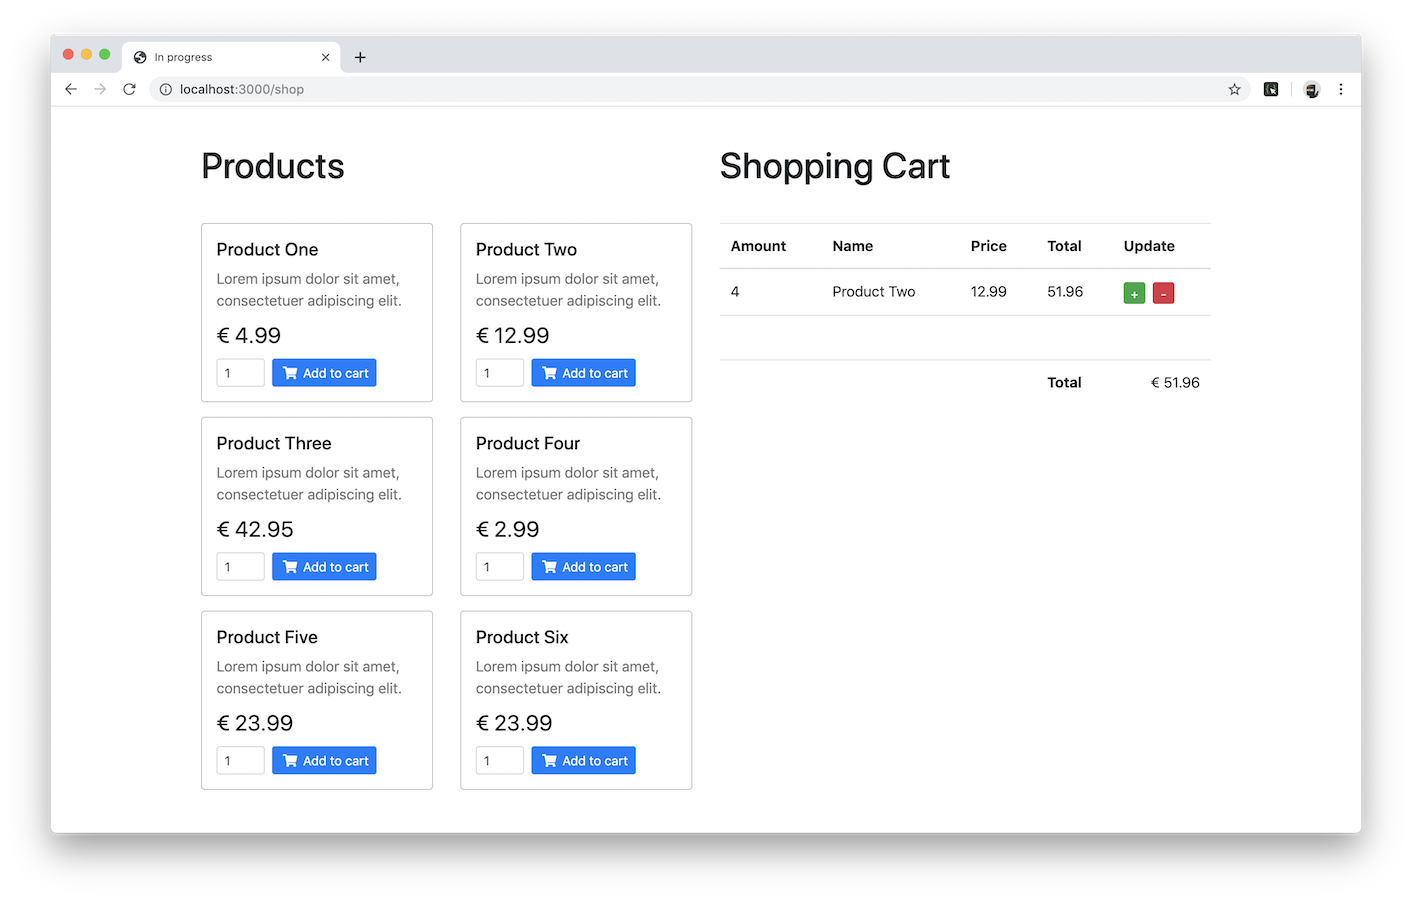 In progress
localhost:3000/shop
Products
Product One
Lorem ipsum dolor sit amet,
consectetuer adipiscing elit.
€ 4.99
1 Add to cart
Product Two
Lorem ipsum dolor sit amet,
consectetuer adipiscing elit.
€ 12.99
1 Add to cart
Product Three
Lorem ipsum dolor sit amet,
consectetuer adipiscing elit.
€ 42.95
1 Add to cart
Product Four
Lorem ipsum dolor sit amet,
consectetuer adipiscing elit.
€ 2.99
1 Add to cart
Product Five
Lorem ipsum dolor sit amet,
consectetuer adipiscing elit.
€ 23.99
1 Add to cart
Product Six
Lorem ipsum dolor sit amet,
consectetuer adipiscing elit.
€ 23.99
1 Add to cart
Shopping Cart
Amount Name Price Total Update
4 Product Two 12.99 51.96 + -
Total € 51.96